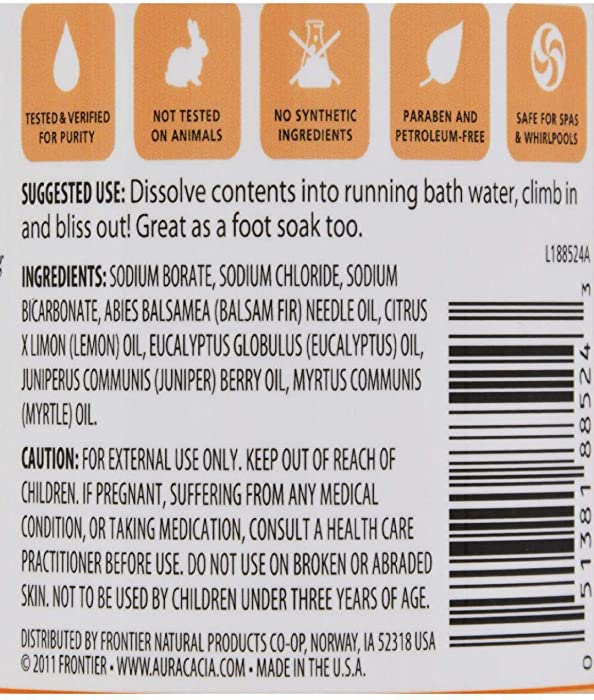 TESTED & VERIFIED
FOR PURITY
NOT TESTED
ON ANIMALS
NO SYNTHETIC
INGREDIENTS
PARABEN AND
PETROLEUM-FREE
SAFE FOR SPAS
& WHIRLPOOLS
SUGGESTED USE: Dissolve contents into running bath water, climb in
and bliss out! Great as a foot soak too.
L188524A
INGREDIENTS: SODIUM BORATE, SODIUM CHLORIDE, SODIUM
BICARBONATE, ABIES BALSAMEA (BALSAM FIR) NEEDLE OIL, CITRUS
X LIMON (LEMON) OIL, EUCALYPTUS GLOBULUS (EUCALYPTUS) OIL,
JUNIPERUS COMMUNIS (JUNIPER) BERRY OIL, MYRTUS COMMUNIS
(MYRTLE) OIL.
CAUTION: FOR EXTERNAL USE ONLY. KEEP OUT OF REACH OF
CHILDREN. IF PREGNANT, SUFFERING FROM ANY MEDICAL
CONDITION, OR TAKING MEDICATION, CONSULT A HEALTH CARE
PRACTITIONER BEFORE USE. DO NOT USE ON BROKEN OR ABRADED
SKIN. NOT TO BE USED BY CHILDREN UNDER THREE YEARS OF AGE.
DISTRIBUTED BY FRONTIER NATURAL PRODUCTS CO-OP, NORWAY, IA 52318 USA
© 2011 FRONTIER • WWW.AURACACIA.COM • MADE IN THE U.S.A.
0 51381 88524 3